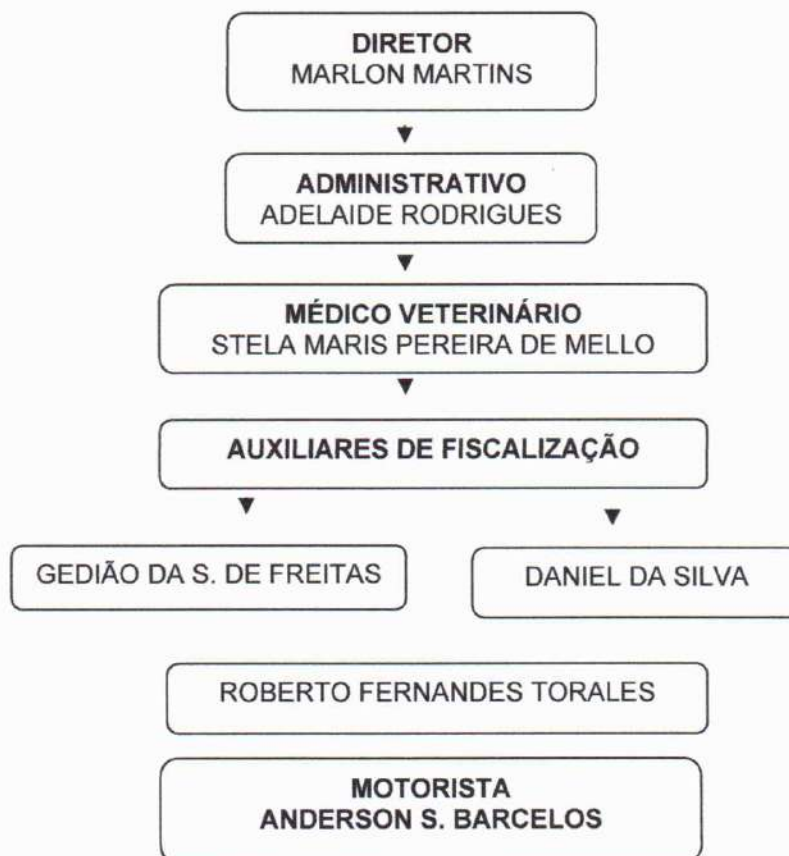 DIRETOR
MARLON MARTINS
ADMINISTRATIVO
ADELAIDE RODRIGUES
MÉDICO VETERINÁRIO
STELA MARIS PEREIRA DE MELLO
AUXILIARES DE FISCALIZAÇÃO
GEDIÃO DA S. DE FREITAS
DANIEL DA SILVA
ROBERTO FERNANDES TORALES
MOTORISTA
ANDERSON S. BARCELOS